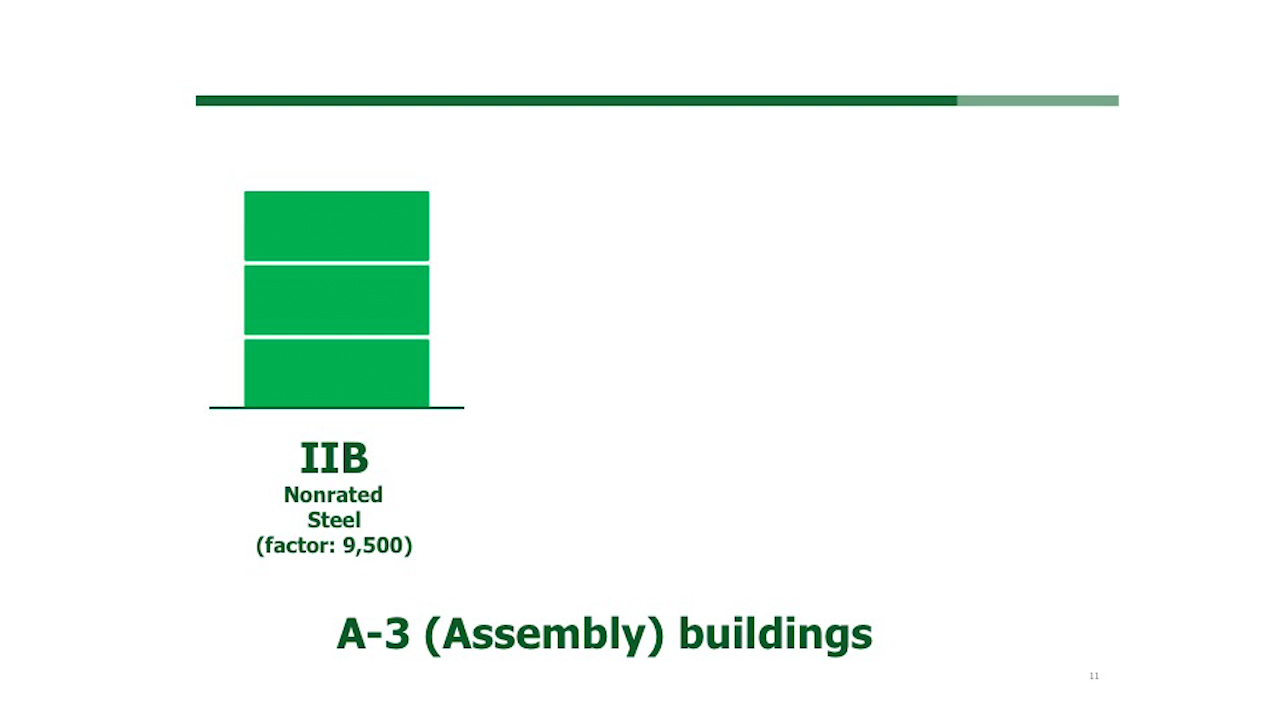 IIB
Nonrated
Steel
(factor: 9,500)
A-3 (Assembly) buildings
11